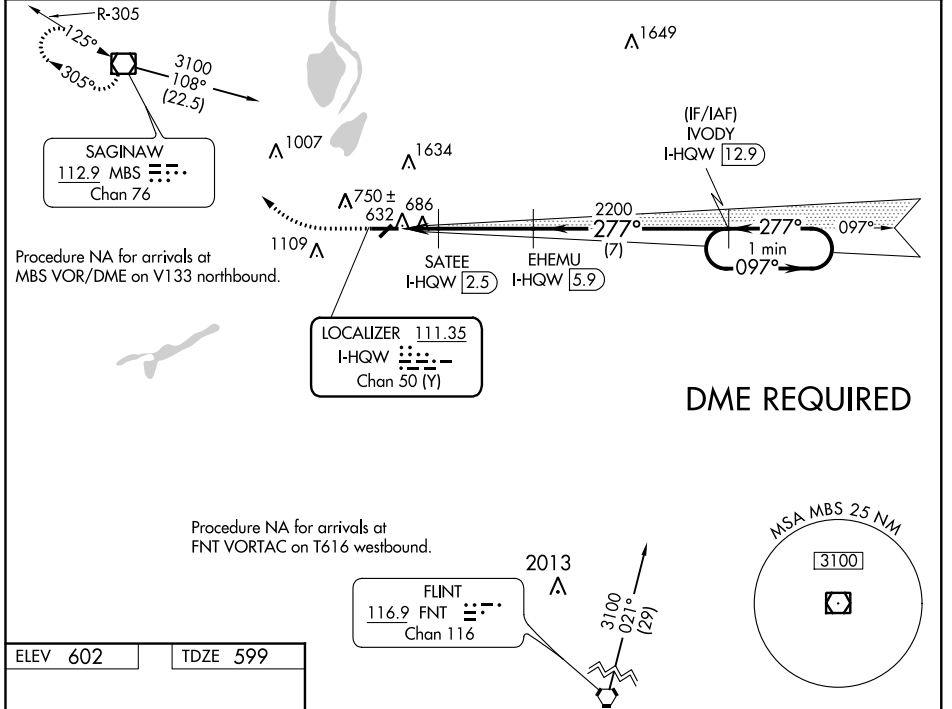 R-305
125°
305°
3100
108°
(22.5)
SAGINAW
112.9 MBS
Chan 76
Procedure NA for arrivals at
MBS VOR/DME on V133 northbound.
1649
1007
1634
750 ±
632
686
1109
(IF/IAF)
IVODY
I-HQW 12.9
2200
277°
(7)
277°
097°
1 min
097°
SATEE
I-HQW 2.5
EHEMU
I-HQW 5.9
LOCALIZER 111.35
I-HQW
Chan 50 (Y)
DME REQUIRED
Procedure NA for arrivals at
FNT VORTAC on T616 westbound.
2013
FLINT
116.9 FNT
Chan 116
3100
021°
(29)
MSA MBS 25 NM
3100
ELEV 602
TDZE 599